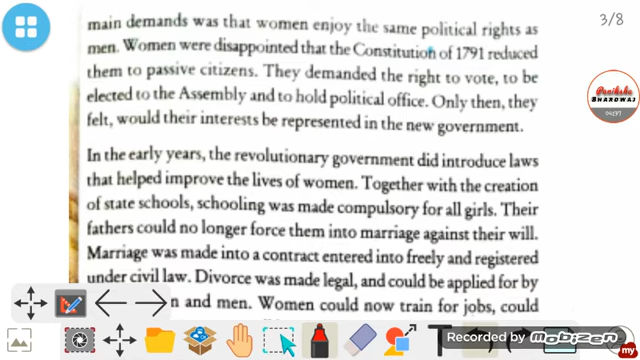 3/8
main demands was that women enjoy the same political rights as
men. Women were disappointed that the Constitution of 1791 reduced
them to passive citizens. They demanded the right to vote, to be
elected to the Assembly and to hold political office. Only then, they
felt, would their interests be represented in the new government.
In the early years, the revolutionary government did introduce laws
that helped improve the lives of women. Together with the creation
of state schools, schooling was made compulsory for all girls. Their
fathers could no longer force them into marriage against their will.
Marriage was made into a contract entered into freely and registered
under civil law. Divorce was made legal, and could be applied for by
n and men. Women could now train for jobs, could
T
Recorded by mobizen
my